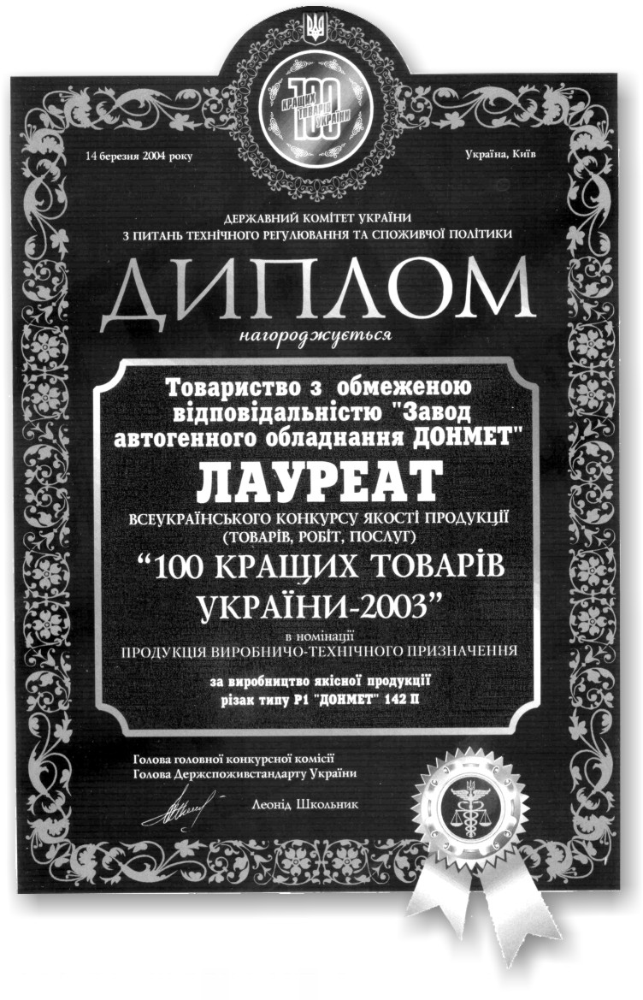 100
КРАЩИХ
ТОВАРІВ
УКРАЇНИ
100
14 березня 2004 року
Україна, Київ
ДЕРЖАВНИЙ КОМІТЕТ УКРАЇНИ
З ПИТАНЬ ТЕХНІЧНОГО РЕГУЛЮВАННЯ ТА СПОЖИВЧОЇ ПОЛІТИКИ
ДИПЛОМ
нагороджується
Товариство з обмеженою
відповідальністю "Завод
автогенного обладнання ДОНМЕТ"
ЛАУРЕАТ
ВСЕУКРАЇНСЬКОГО КОНКУРСУ ЯКОСТІ ПРОДУКЦІЇ
(ТОВАРІВ, РОБІТ, ПОСЛУГ)
“100 КРАЩИХ ТОВАРІВ
УКРАЇНИ-2003”
в номінації
ПРОДУКЦІЯ ВИРОБНИЧО-ТЕХНІЧНОГО ПРИЗНАЧЕННЯ
за виробництво якісної продукції
різак типу Р1 "ДОНМЕТ" 142 П
Голова головної конкурсної комісії
Голова Держспоживстандарту України
Леонід Школьник